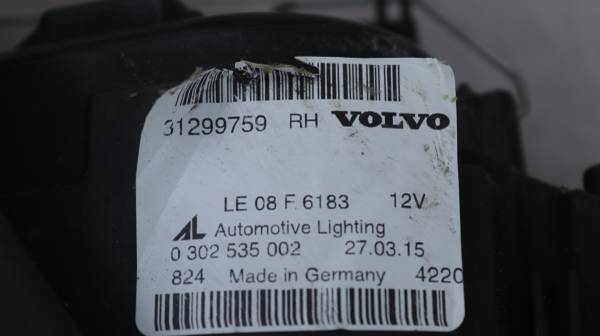 31299759 RH VOLVO
LE 08 F 6183 12V
AL Automotive Lighting
0 302 535 002 27.03.15
824 Made in Germany 4220